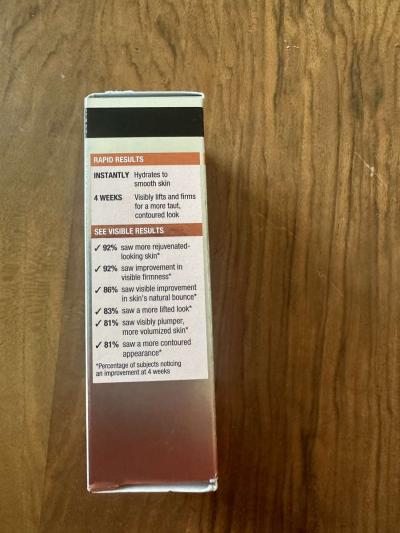 RAPID RESULTS
INSTANTLY Hydrates to
smooth skin
4 WEEKS Visibly lifts and firms
for a more taut,
contoured look
SEE VISIBLE RESULTS
✓ 92% saw more rejuvenated-
looking skin*
✓ 92% saw improvement in
visible firmness*
✓ 86% saw visible improvement
in skin's natural bounce*
✓ 83% saw a more lifted look*
✓ 81% saw visibly plumper,
more volumized skin*
✓ 81% saw a more contoured
appearance*
*Percentage of subjects noticing
an improvement at 4 weeks